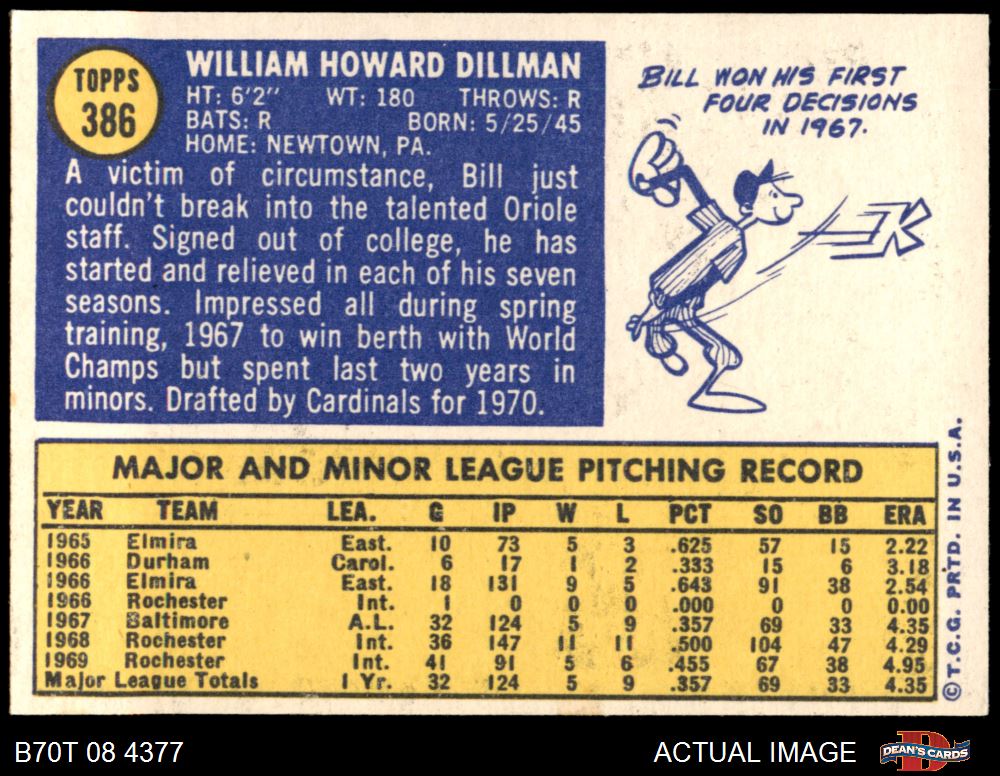 TOPPS
386
WILLIAM HOWARD DILLMAN
HT: 6'2" WT: 180 THROWS: R
BATS: R BORN: 5/25/45
HOME: NEWTOWN, PA.
A victim of circumstance, Bill just
couldn't break into the talented Oriole
staff. Signed out of college, he has
started and relieved in each of his seven
seasons. Impressed all during spring
training, 1967 to win berth with World
Champs but spent last two years in
minors. Drafted by Cardinals for 1970.
BILL WON HIS FIRST
FOUR DECISIONS
IN 1967.
K
MAJOR AND MINOR LEAGUE PITCHING RECORD
YEAR TEAM LEA. G IP W L PCT SO BB ERA
1965 Elmira East. 10 73 5 3 .625 57 15 2.22
1966 Durham Carol. 6 17 1 2 .333 15 6 3.18
1966 Elmira East. 18 131 9 5 .643 91 38 2.54
1966 Rochester Int. 1 0 0 0 .000 0 0 0.00
1967 Baltimore A.L. 32 124 5 9 .357 69 33 4.35
1968 Rochester Int. 36 147 11 11 .500 104 47 4.29
1969 Rochester Int. 41 91 5 6 .455 67 38 4.95
Major League Totals 1 Yr. 32 124 5 9 .357 69 33 4.35
© T.C.G. PRTD. IN U.S.A.
B70T 08 4377
ACTUAL IMAGE
D
DEAN'S CARDS